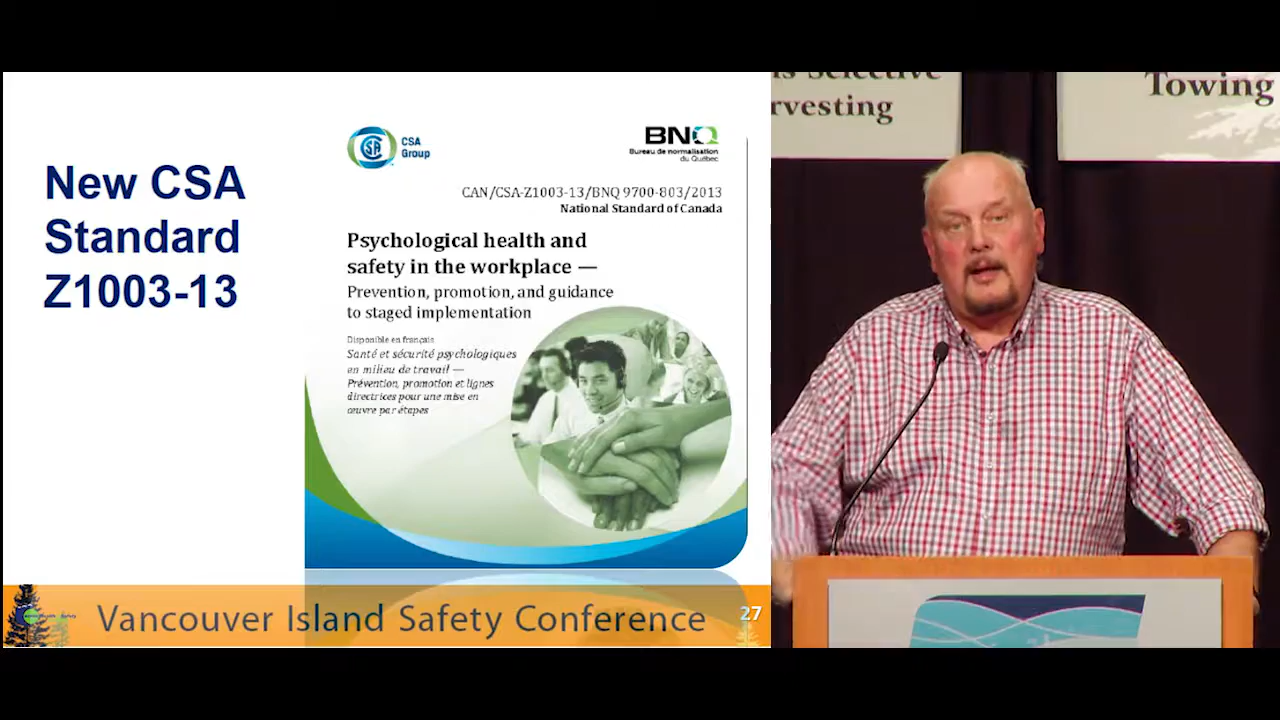 New CSA
Standard
Z1003-13
CSA
Group
BNQ
Bureau de normalisation
du Québec
CAN/CSA-Z1003-13/BNQ 9700-803/2013
National Standard of Canada
Psychological health and
safety in the workplace —
Prevention, promotion, and guidance
to staged implementation
Disponible en français
Santé et sécurité psychologiques
en milieu de travail —
Prévention, promotion et lignes
directrices pour une mise en
œuvre par étapes
Vancouver Island Safety Conference
27
Selective
rvesting
Towing